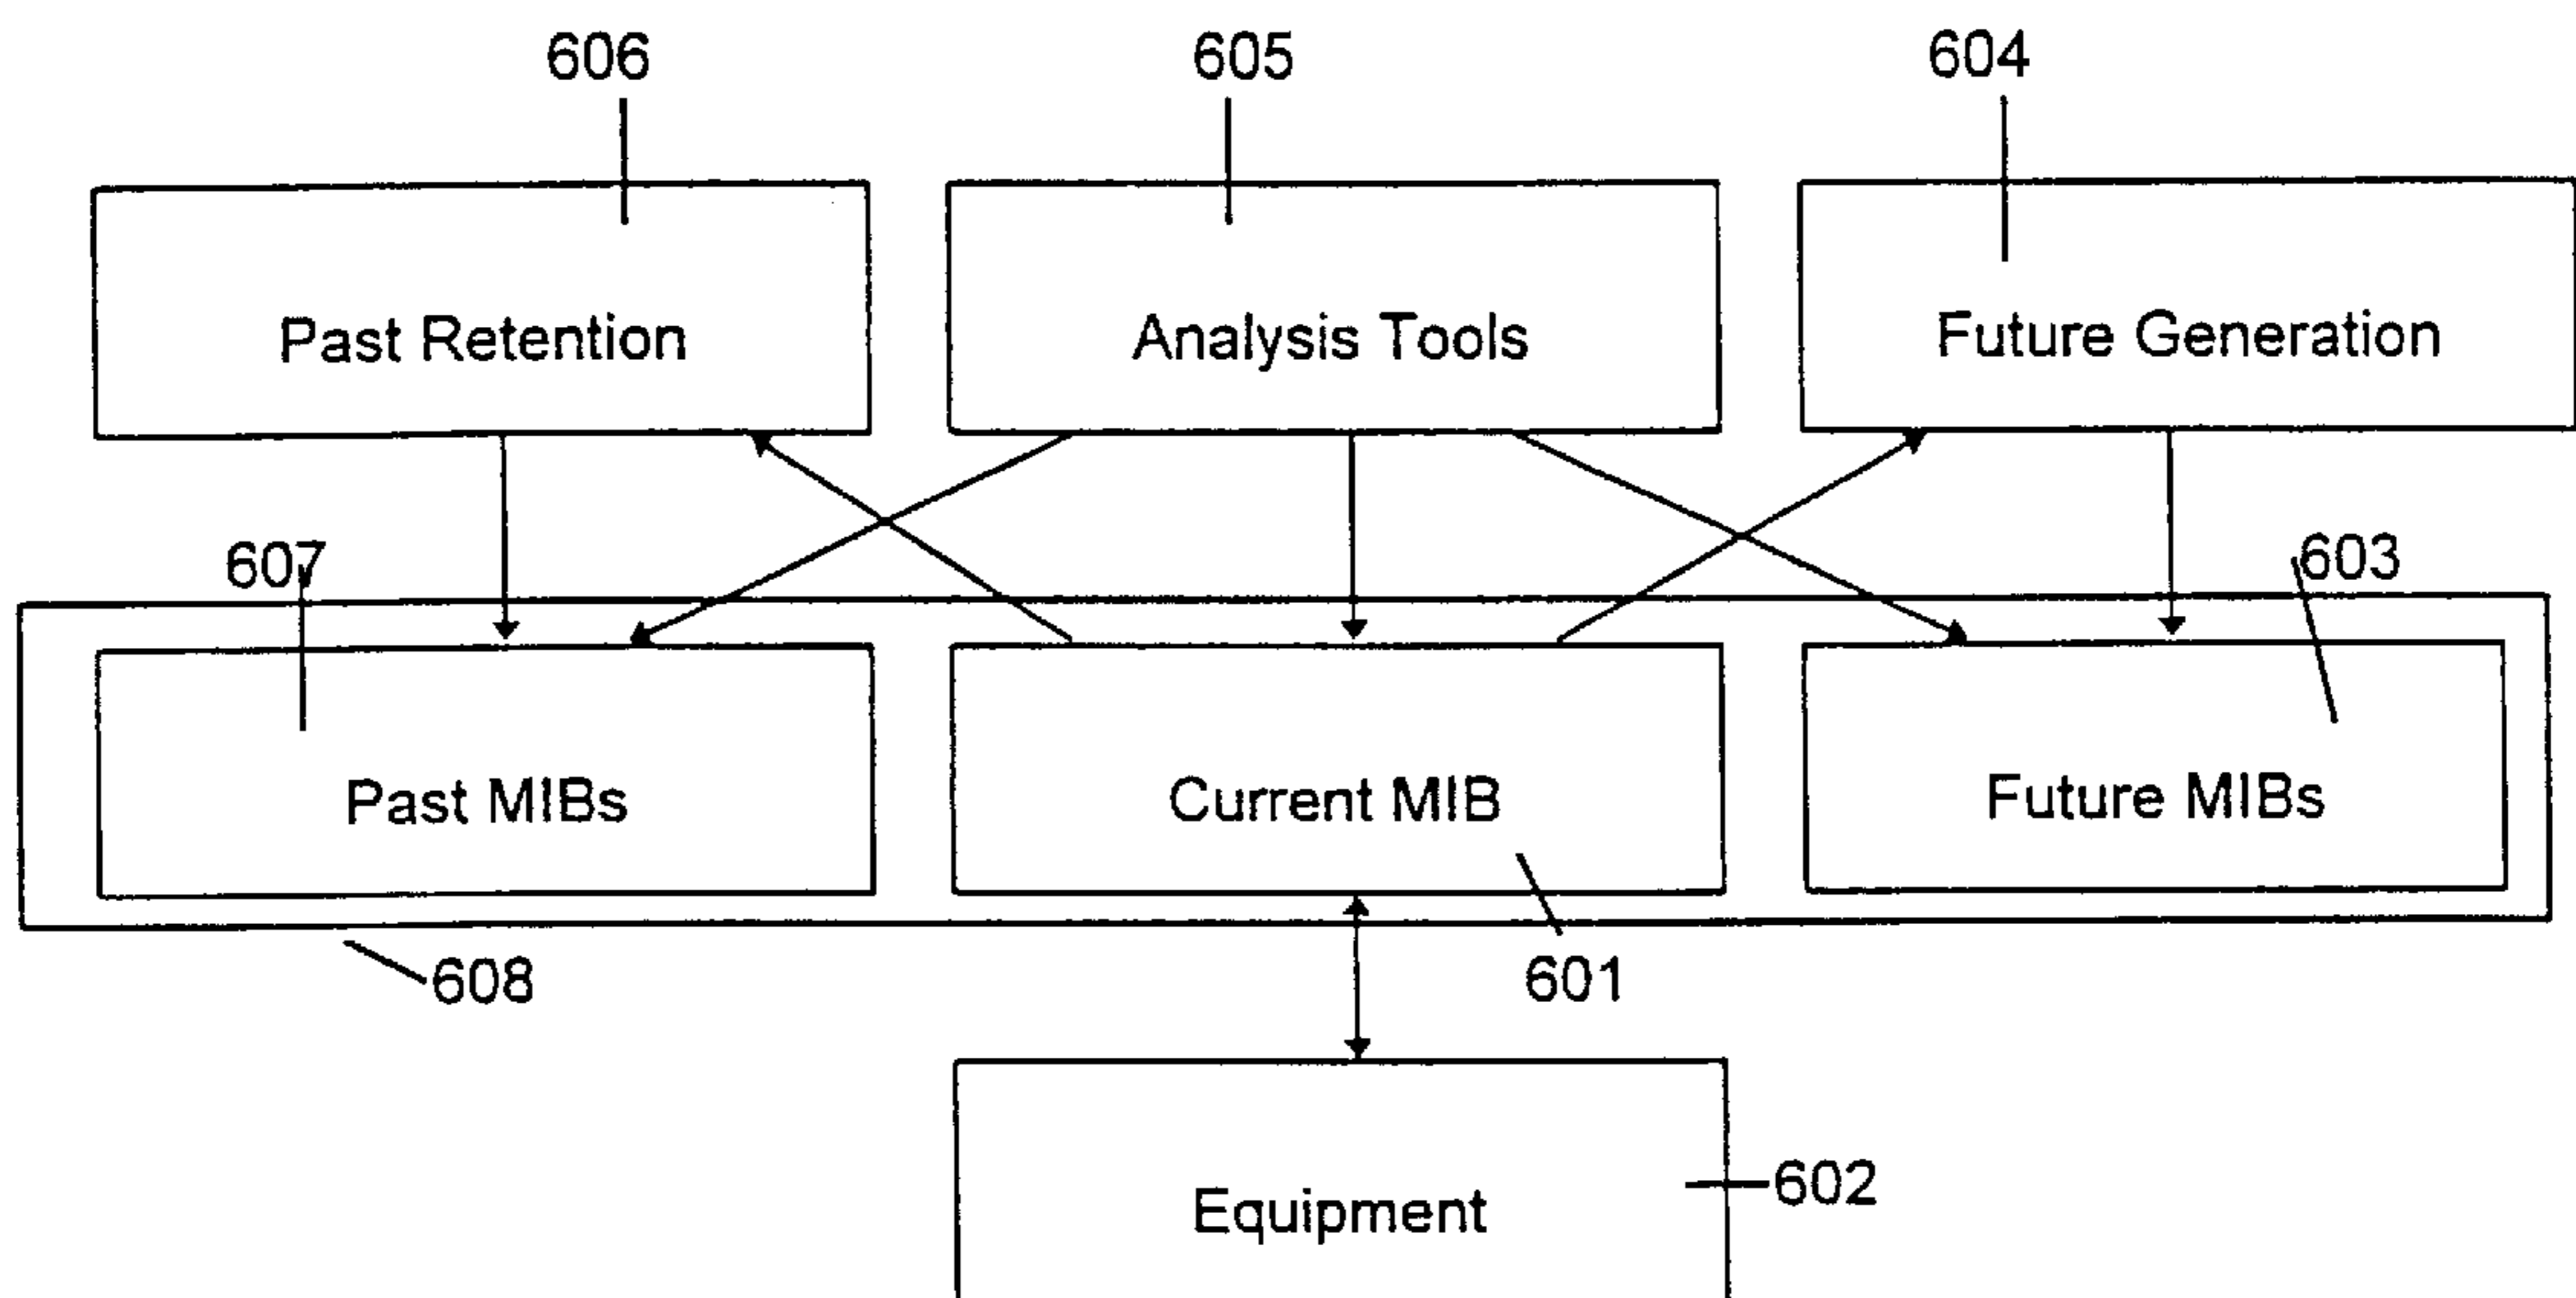 606
605
604
Past Retention
Analysis Tools
Future Generation
607
603
Past MIBs
Current MIB
Future MIBs
608
601
602
Equipment